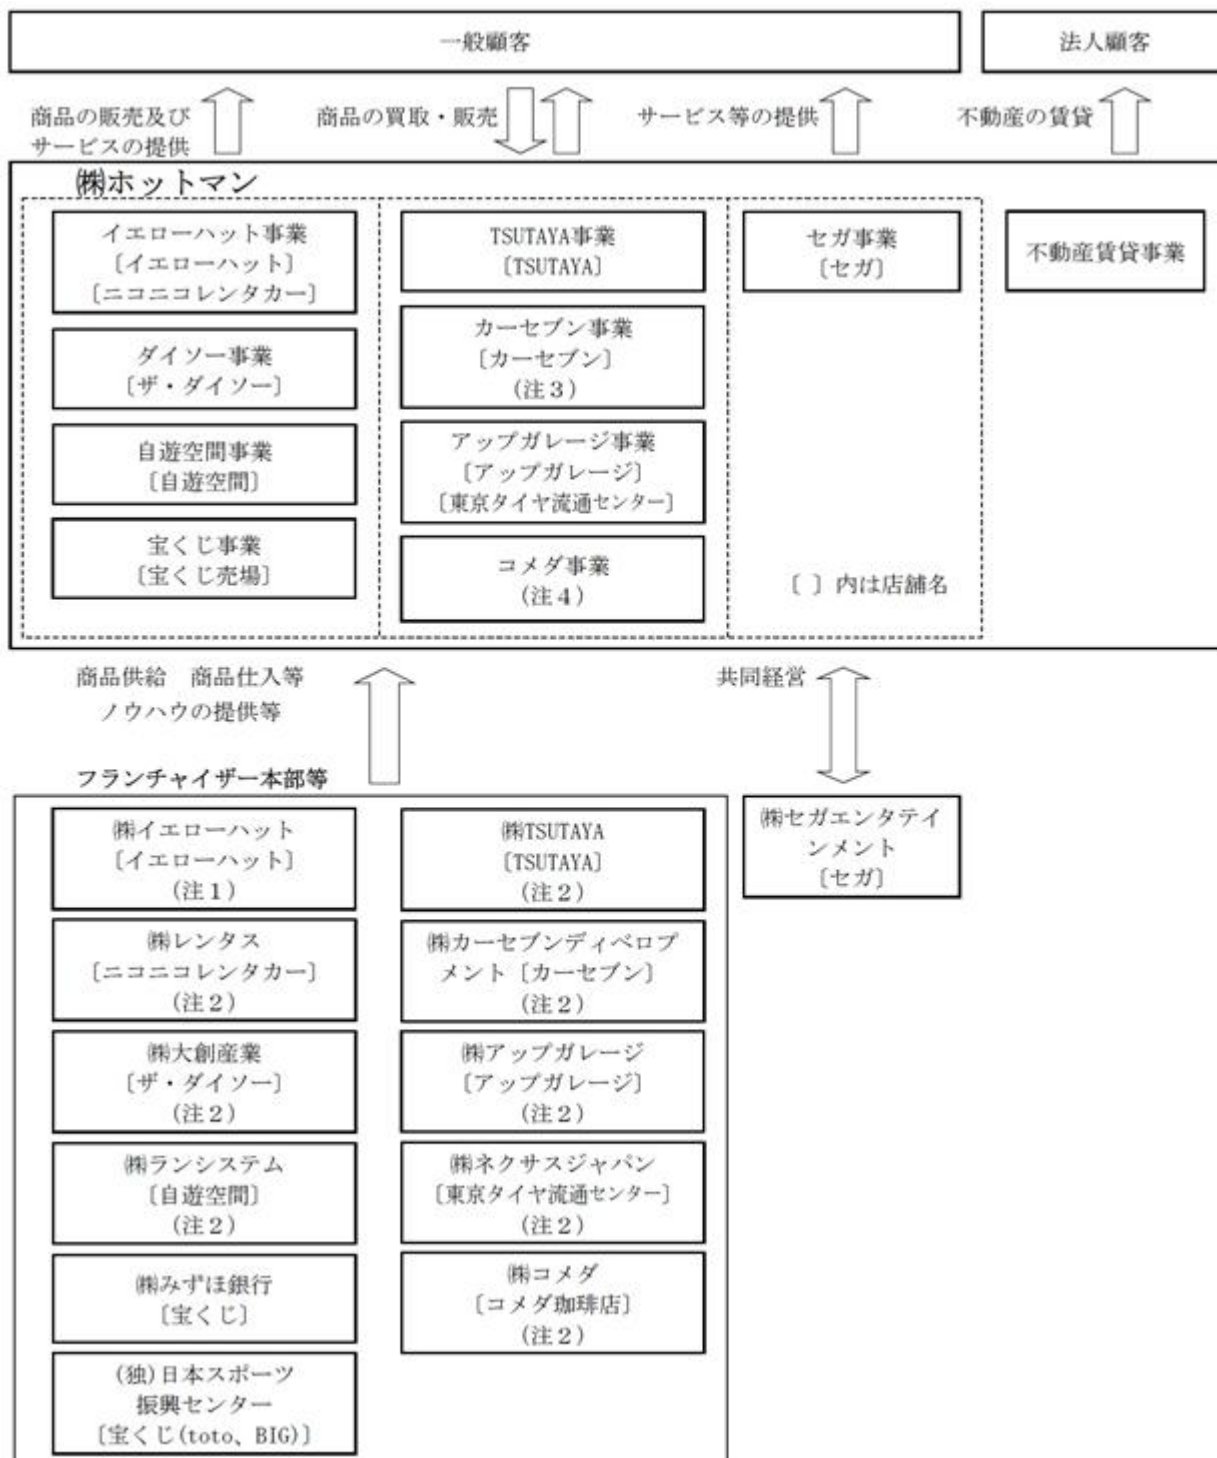 一般顧客
法人顧客
商品の販売及び
サービスの提供
商品の買取・販売
サービス等の提供
不動産の賃貸
㈱ホットマン
イエローハット事業
〔イエローハット〕
〔ニコニコレンタカー〕
ダイソー事業
〔ザ・ダイソー〕
自遊空間事業
〔自遊空間〕
宝くじ事業
〔宝くじ売場〕
TSUTAYA事業
〔TSUTAYA〕
カーセブン事業
〔カーセブン〕
(注３)
アップガレージ事業
〔アップガレージ〕
〔東京タイヤ流通センター〕
コメダ事業
(注４)
セガ事業
〔セガ〕
〔 〕内は店舗名
不動産賃貸事業
商品供給　商品仕入等
ノウハウの提供等
共同経営
フランチャイザー本部等
㈱イエローハット
〔イエローハット〕
(注１)
㈱レンタス
〔ニコニコレンタカー〕
(注２)
㈱大創産業
〔ザ・ダイソー〕
(注２)
㈱ランシステム
〔自遊空間〕
(注２)
㈱みずほ銀行
〔宝くじ〕
(独)日本スポーツ
振興センター
〔宝くじ(toto、BIG)〕
㈱TSUTAYA
〔TSUTAYA〕
(注２)
㈱カーセブンディベロプ
メント〔カーセブン〕
(注２)
㈱アップガレージ
〔アップガレージ〕
(注２)
㈱ネクサスジャパン
〔東京タイヤ流通センター〕
(注２)
㈱コメダ
〔コメダ珈琲店〕
(注２)
㈱セガエンタテイ
ンメント
〔セガ〕